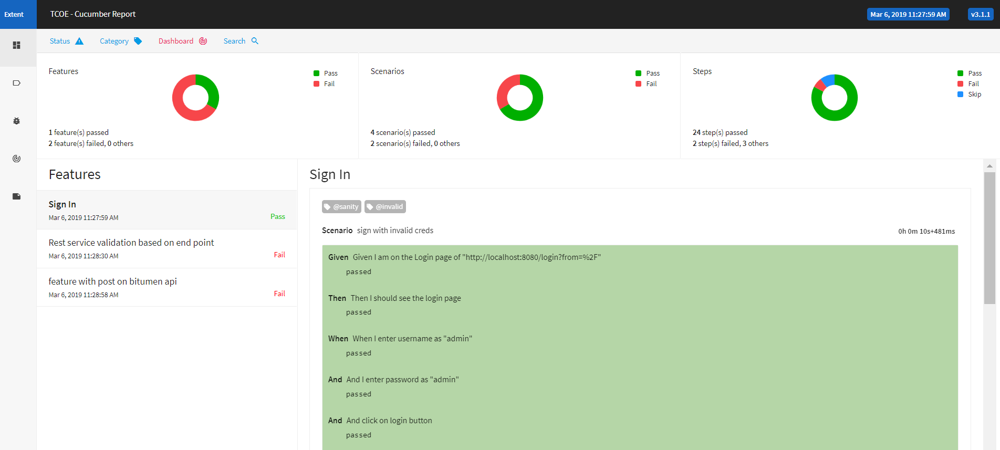 Extent
TCOE - Cucumber Report
Mar 6, 2019 11:27:59 AM
v3.1.1
Status
Category
Dashboard
Search
Features
Pass
Fail
1 feature(s) passed
2 feature(s) failed, 0 others
Scenarios
Pass
Fail
4 scenario(s) passed
2 scenario(s) failed, 0 others
Steps
Pass
Fail
Skip
24 step(s) passed
2 step(s) failed, 3 others
Features
Sign In
Mar 6, 2019 11:27:59 AM
Pass
Rest service validation based on end point
Mar 6, 2019 11:28:30 AM
Fail
feature with post on bitumen api
Mar 6, 2019 11:28:58 AM
Fail
Sign In
@sanity
@invalid
Scenario sign with invalid creds
0h 0m 10s+481ms
Given Given I am on the Login page of "http://localhost:8080/login?from=%2F"
passed
Then Then I should see the login page
passed
When When I enter username as "admin"
passed
And And I enter password as "admin"
passed
And And click on login button
passed